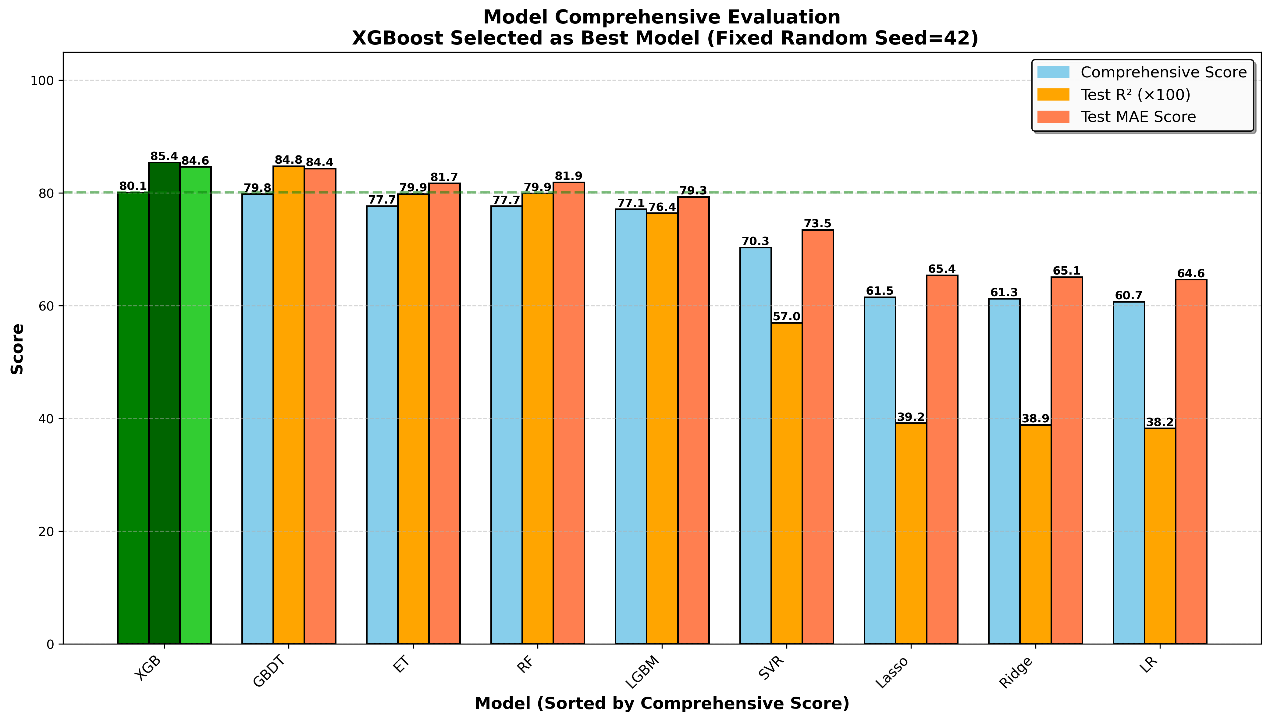 Model Comprehensive Evaluation
XGBoost Selected as Best Model (Fixed Random Seed=42)
Comprehensive Score
Test R² (×100)
Test MAE Score
Score
100
80
60
40
20
0
80.1 85.4 84.6
79.8 84.8 84.4
77.7 79.9 81.7
77.7 79.9 81.9
77.1 76.4 79.3
70.3 57.0 73.5
61.5 39.2 65.4
61.3 38.9 65.1
60.7 38.2 64.6
XGB GBDT ET RF LGBM SVR Lasso Ridge LR
Model (Sorted by Comprehensive Score)